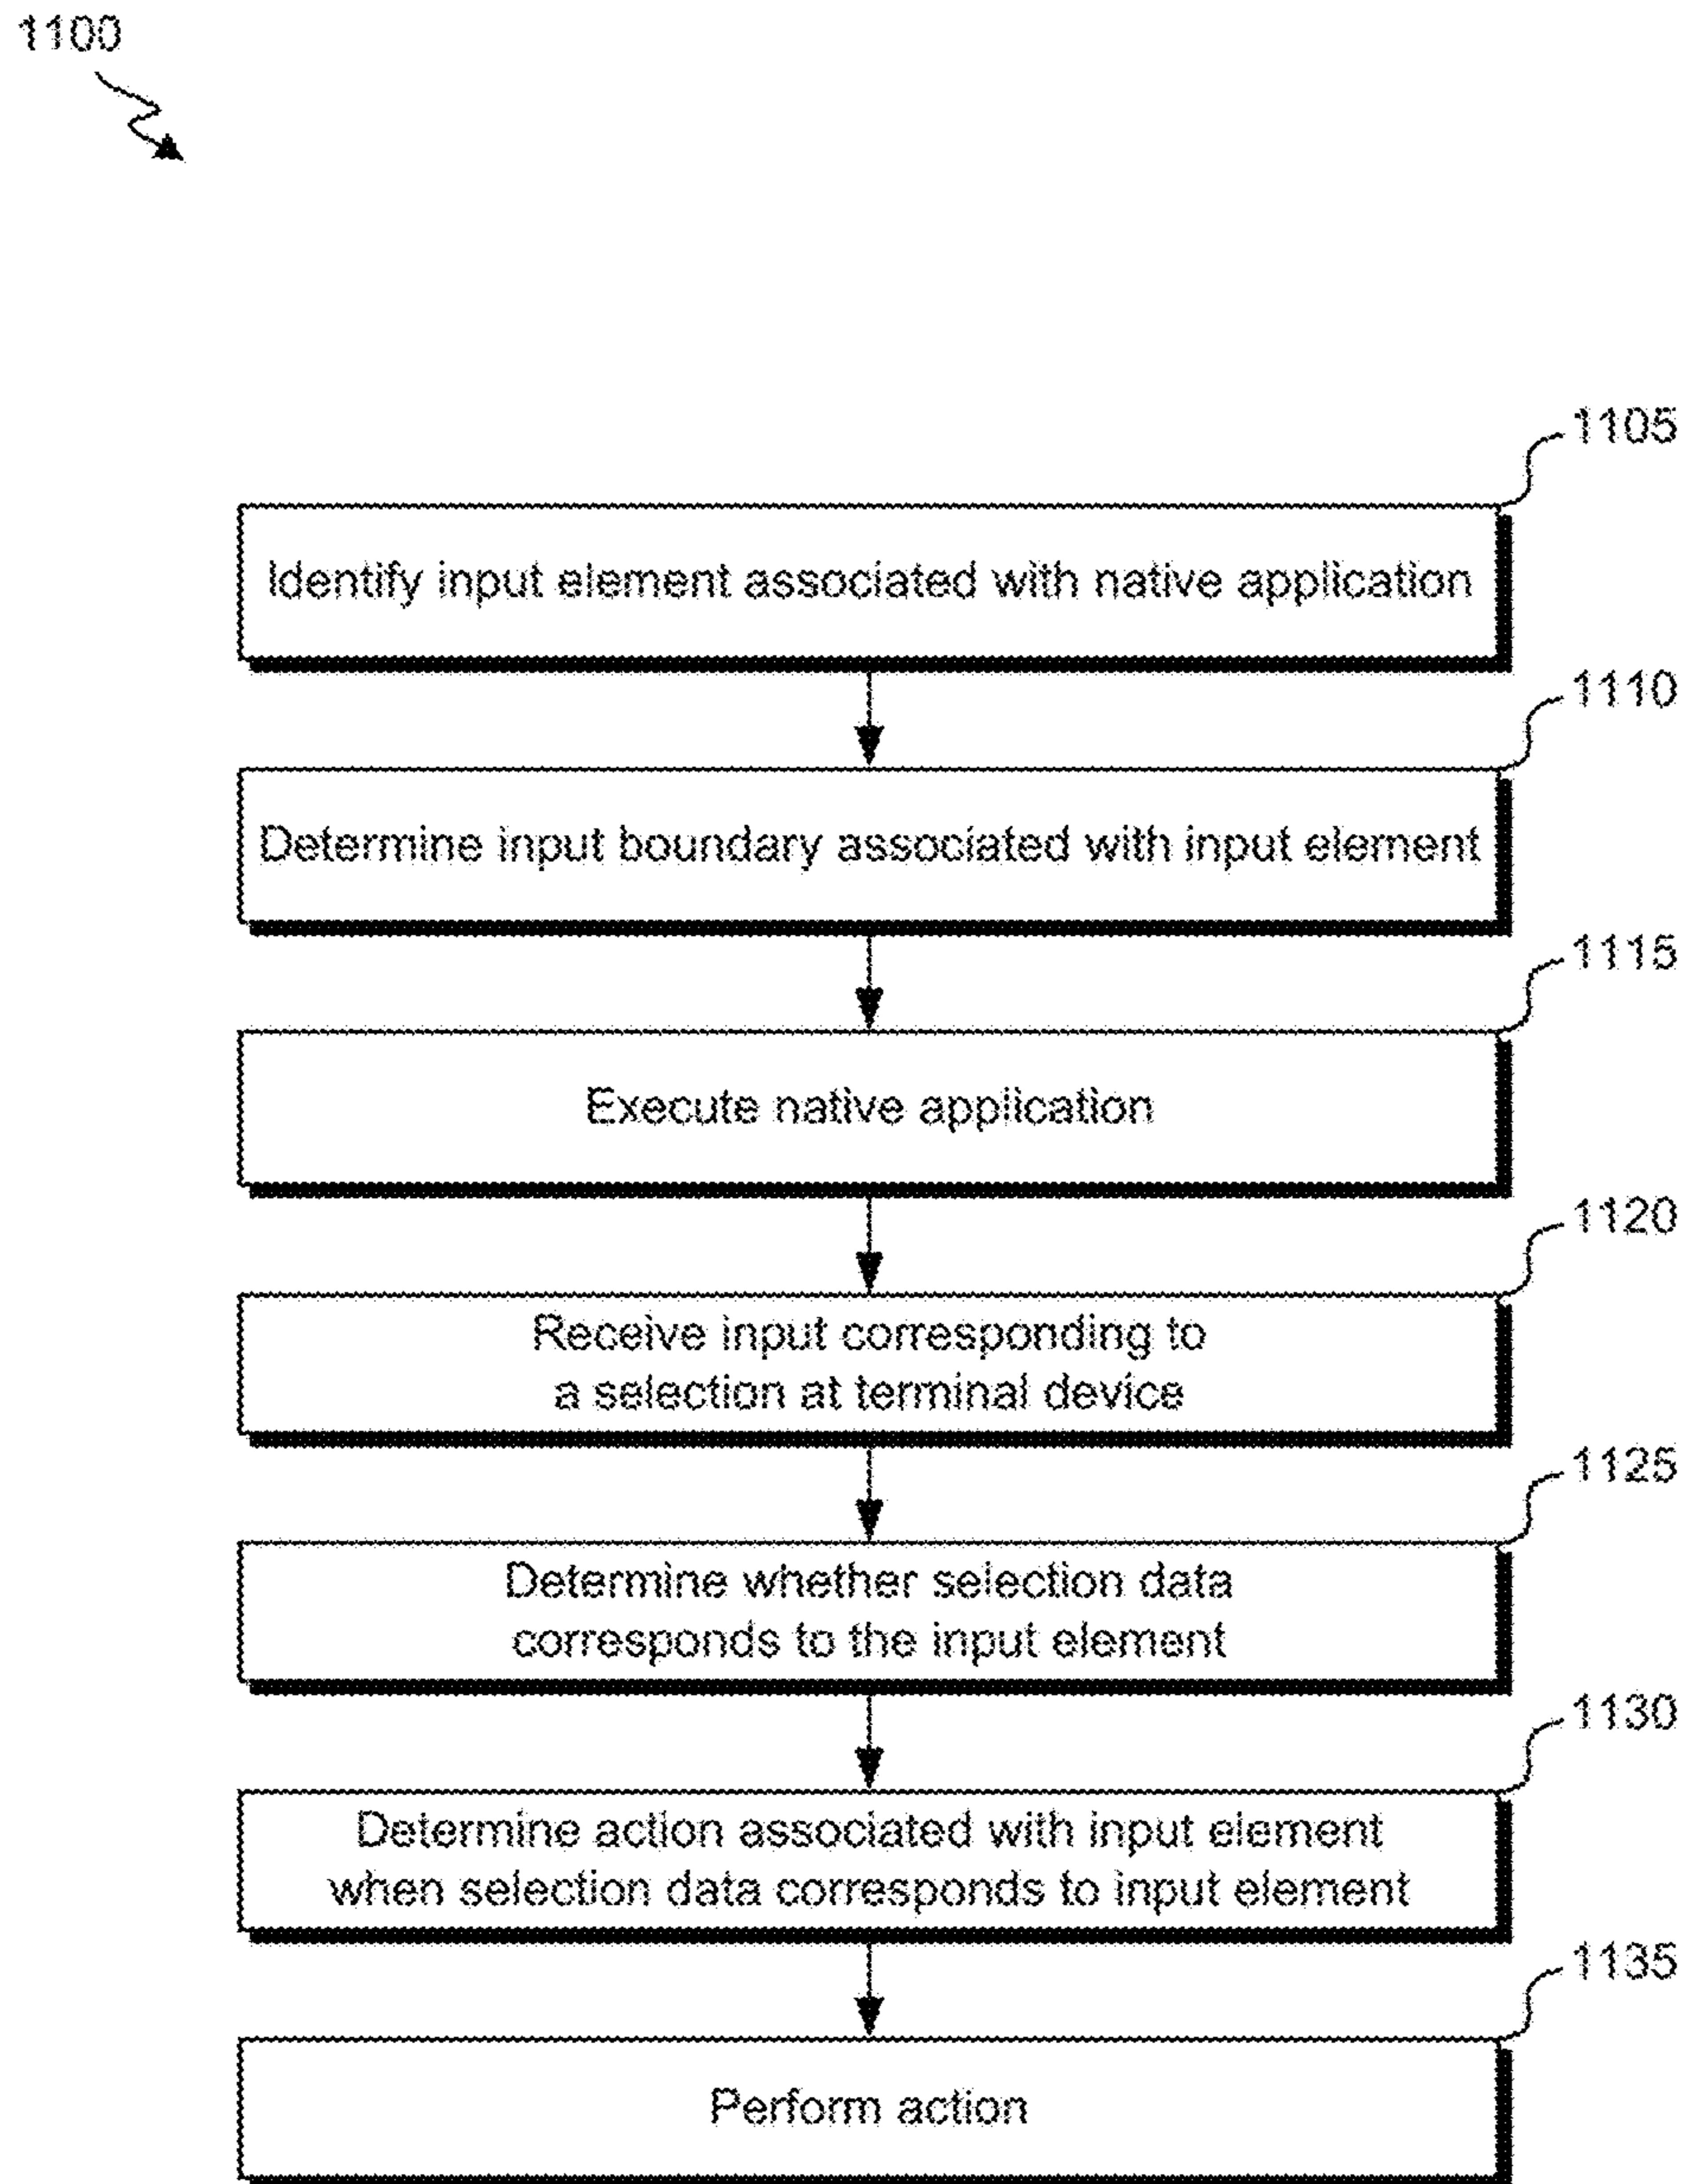 1100
1105
Identify input element associated with native application
1110
Determine input boundary associated with input element
1115
Execute native application
1120
Receive input corresponding to
a selection at terminal device
1125
Determine whether selection data
corresponds to the input element
1130
Determine action associated with input element
when selection data corresponds to input element
1135
Perform action